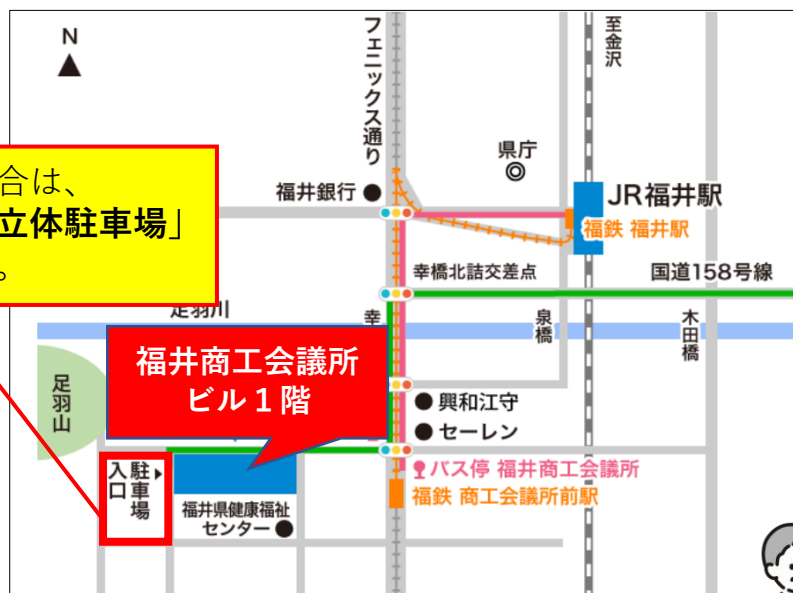 N
フェニックス通り
至金沢
県庁
合は、
立体駐車場」
。
福井銀行
JR福井駅
福鉄 福井駅
幸橋北詰交差点
国道158号線
足羽川
幸
泉橋
木田橋
足羽山
福井商工会議所
ビル1階
興和江守
セーレン
バス停 福井商工会議所
福鉄 商工会議所前駅
駐車場
入口
福井県健康福祉
センター